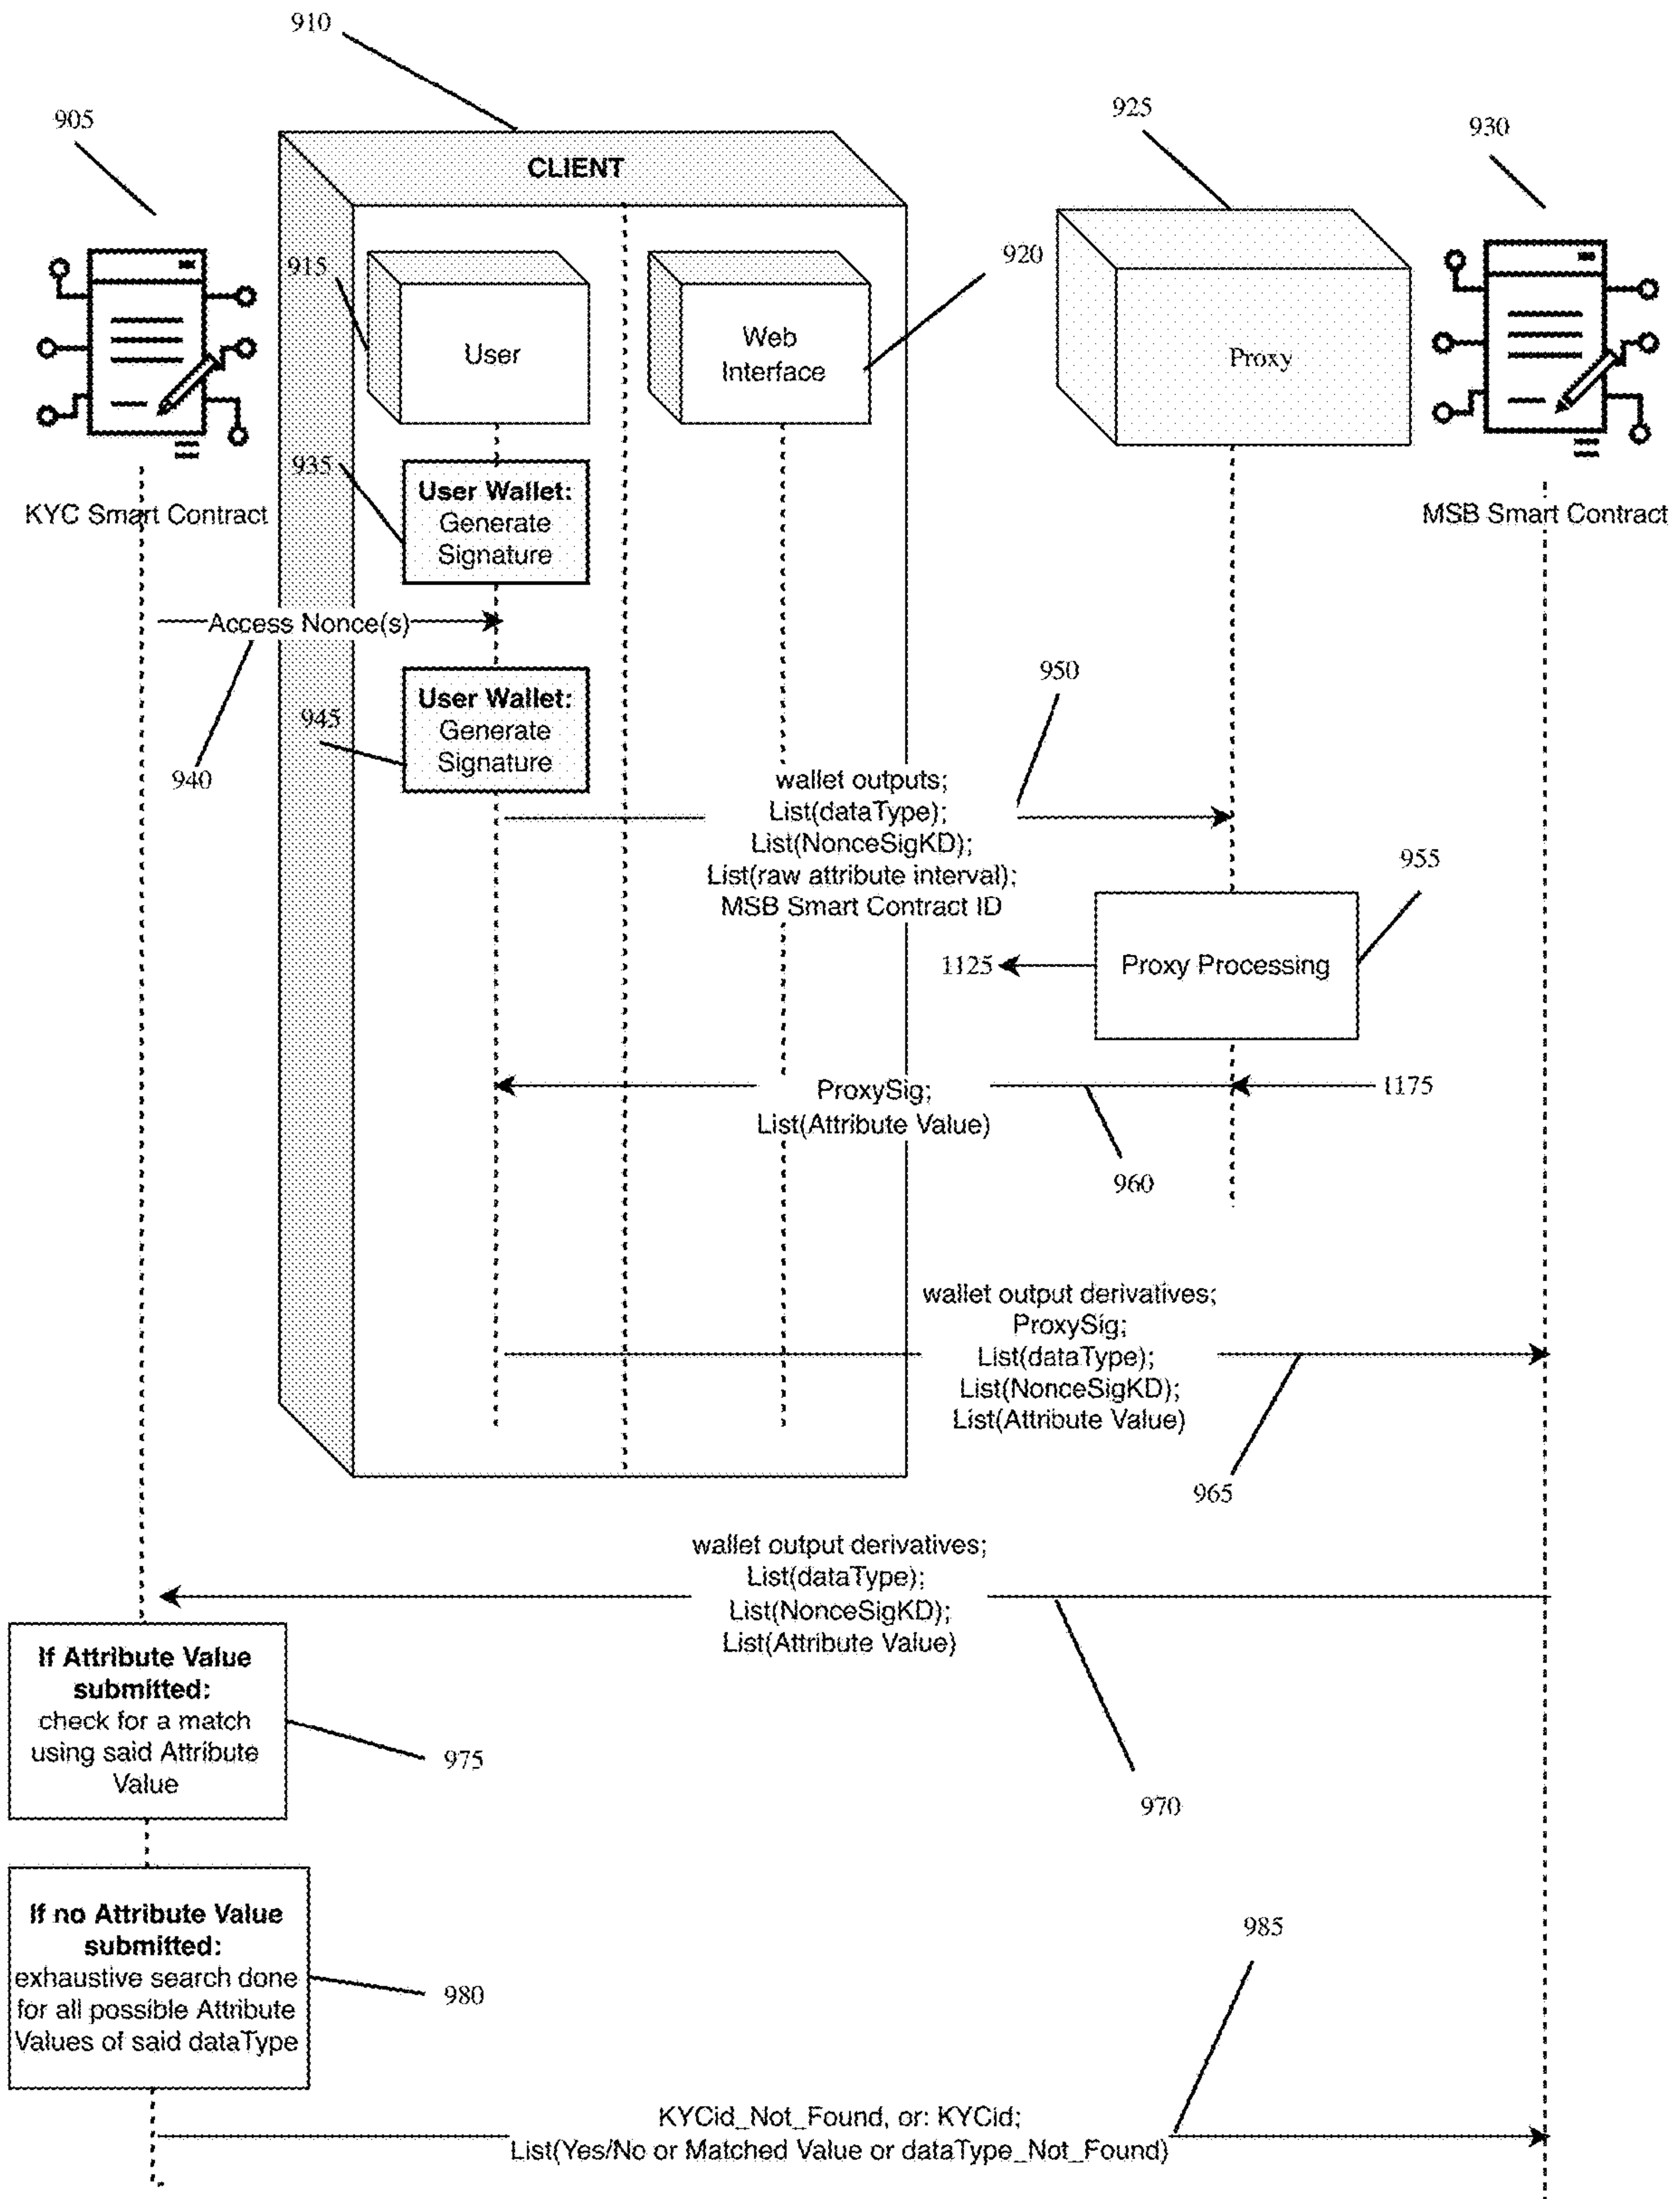 910
905
925
930
CLIENT
915
920
User
Web
Interface
Proxy
935
KYC Smart Contract
User Wallet:
Generate
Signature
MSB Smart Contract
Access Nonce(s)
940
945
User Wallet:
Generate
Signature
950
wallet outputs;
List(dataType);
List(NonceSigKD);
List(raw attribute interval);
MSB Smart Contract ID
955
1125
Proxy Processing
ProxySig;
List(Attribute Value)
1175
960
wallet output derivatives;
ProxySig;
List(dataType);
List(NonceSigKD);
List(Attribute Value)
965
wallet output derivatives;
List(dataType);
List(NonceSigKD);
List(Attribute Value)
970
If Attribute Value
submitted:
check for a match
using said Attribute
Value
975
If no Attribute Value
submitted:
exhaustive search done
for all possible Attribute
Values of said dataType
980
985
KYCid_Not_Found, or: KYCid;
List(Yes/No or Matched Value or dataType_Not_Found)